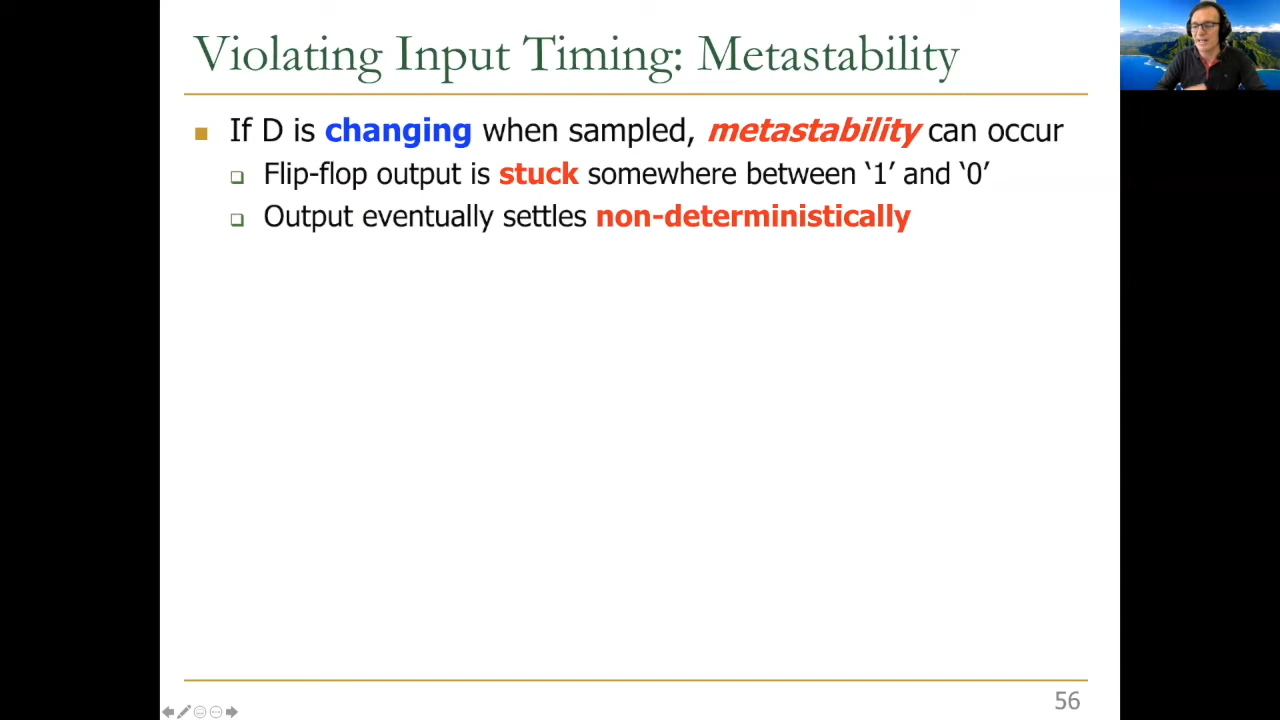 Violating Input Timing: Metastability
If D is changing when sampled, metastability can occur
Flip-flop output is stuck somewhere between ‘1’ and ‘0’
Output eventually settles non-deterministically
56